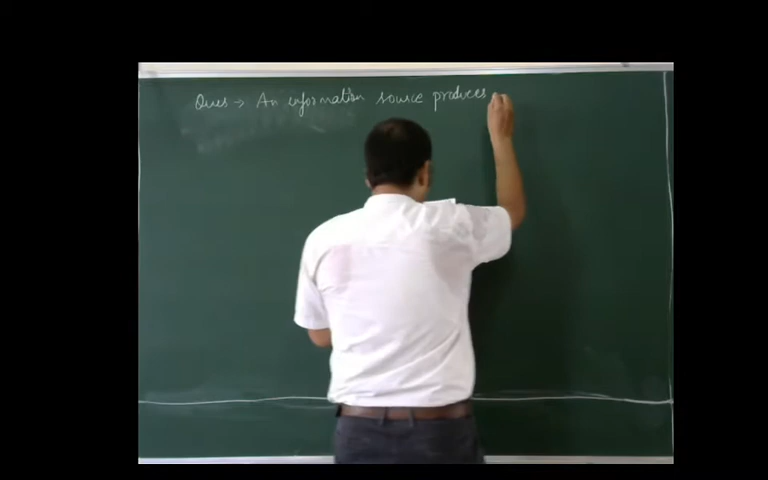 Ques → An information source produces